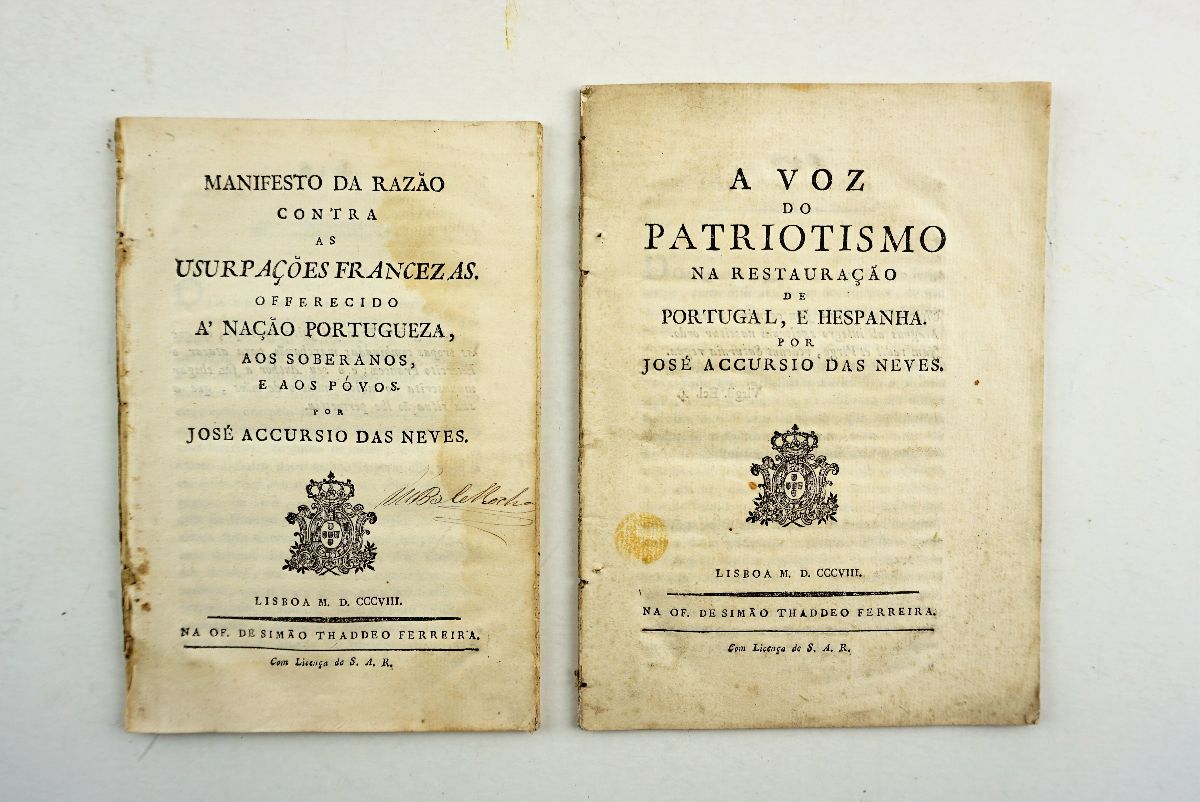 MANIFESTO DA RAZÃO
CONTRA
AS
USURPAÇÕES FRANCEZAS.
OFFERECIDO
A' NAÇÃO PORTUGUEZA,
AOS SOBERANOS,
E AOS PÓVOS.
POR
JOSÉ ACCURSIO DAS NEVES.
LISBOA M. D. CCCVIII.
NA OF. DE SIMÃO THADDEO FERREIRA.
Com Licença de S. A. R.
A VOZ
DO
PATRIOTISMO
NA RESTAURAÇÃO
DE
PORTUGAL, E HESPANHA.
POR
JOSÉ ACCURSIO DAS NEVES.
LISBOA M. D. CCCVIII.
NA OF. DE SIMÃO THADDEO FERREIRA.
Com Licença de S. A. R.